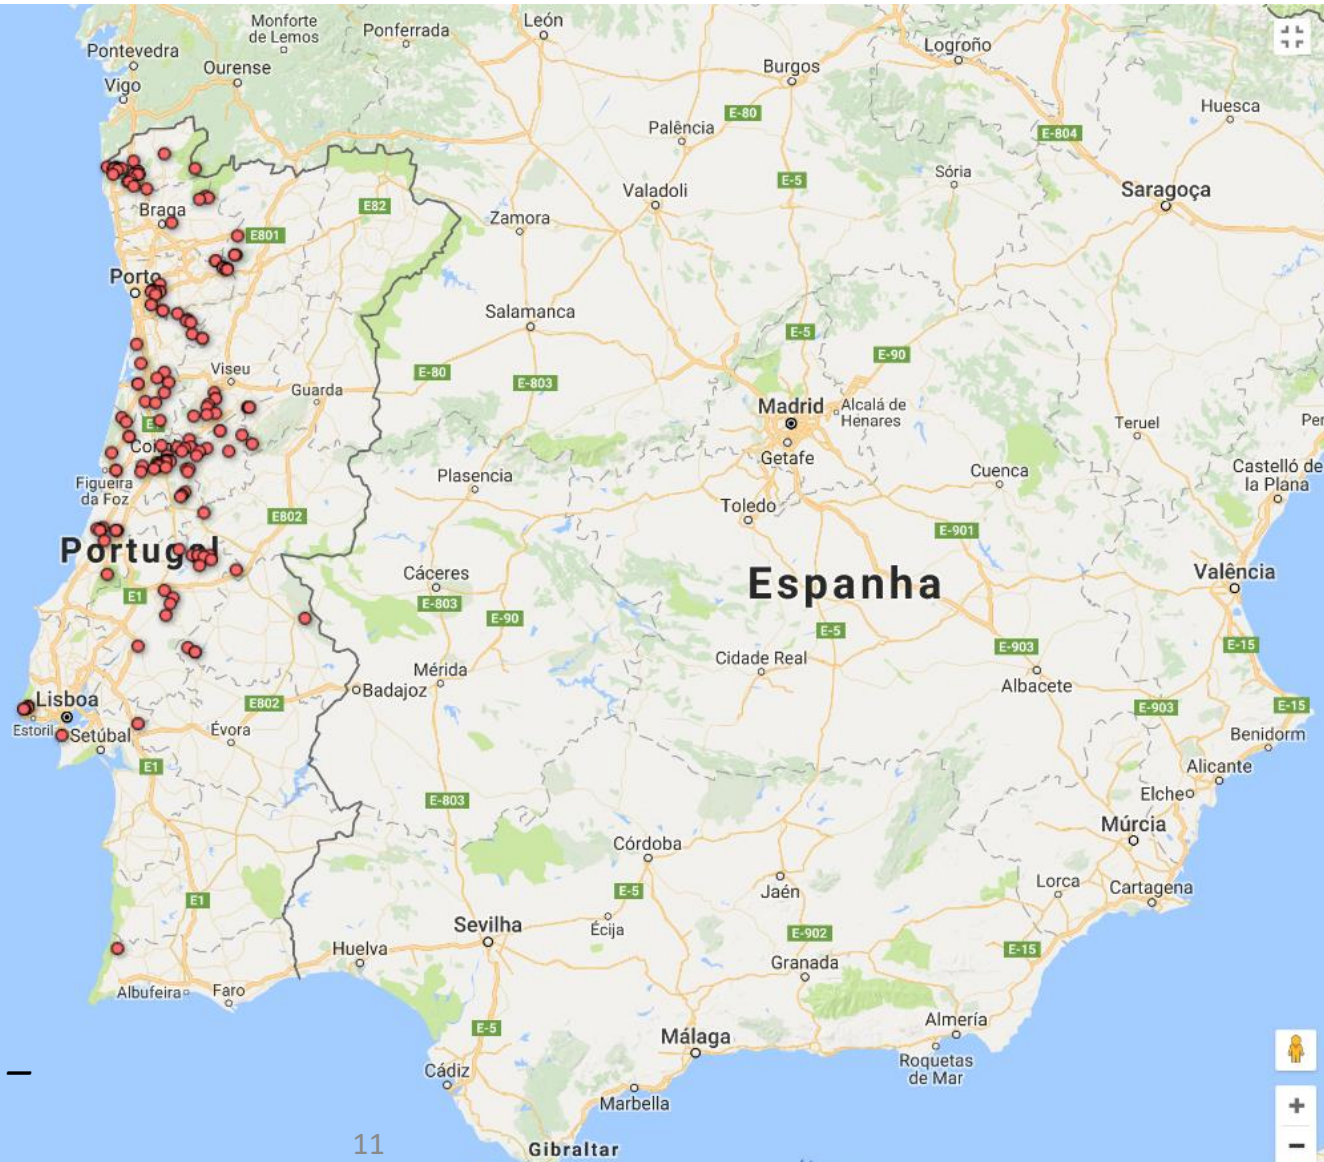 Monforte
de Lemos
León
Ponferrada
Logroño
Pontevedra
Ourense
Burgos
Vigo
Huesca
E-80
Palência
E-804
Sória
E-5
Valadoli
Saragoça
E82
Braga
Zamora
E801
Porto
Salamanca
E-5
E-90
Viseu
E-80
E-803
Guarda
Madrid
Alcalá de
Henares
Teruel
Per
Getafe
Castelló de
la Plana
Cuenca
Plasencia
Figueira
da Foz
Toledo
E802
E-901
Portugal
Cáceres
Espanha
Valência
E1
E-803
E-90
E-5
E-903
E-15
Cidade Real
Mérida
Albacete
Badajoz
Lisboa
E802
E-903
E-15
Estoril
Setúbal
Évora
Benidorm
E1
Alicante
E-803
Elche
Múrcia
Córdoba
E-5
Jaén
Lorca
Cartagena
E1
Sevilha
Écija
E-902
E-15
Huelva
Granada
Albufeira
Faro
E-5
Almería
Málaga
Roquetas
de Mar
Cádiz
Marbella
11
Gibraltar